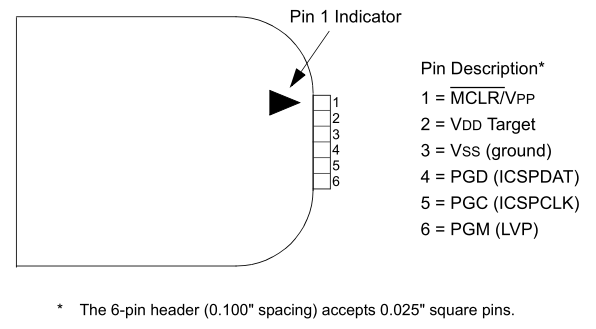 Pin 1 Indicator
Pin Description*
1 = MCLR/VPP
2 = VDD Target
3 = VSS (ground)
4 = PGD (ICSPDAT)
5 = PGC (ICSPCLK)
6 = PGM (LVP)
1
2
3
4
5
6
* The 6-pin header (0.100" spacing) accepts 0.025" square pins.